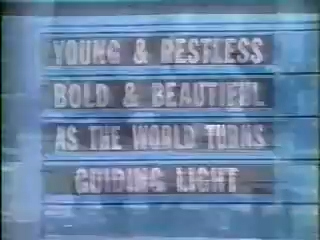 YOUNG & RESTLESS
BOLD & BEAUTIFUL
AS THE WORLD TURNS
GUIDING LIGHT